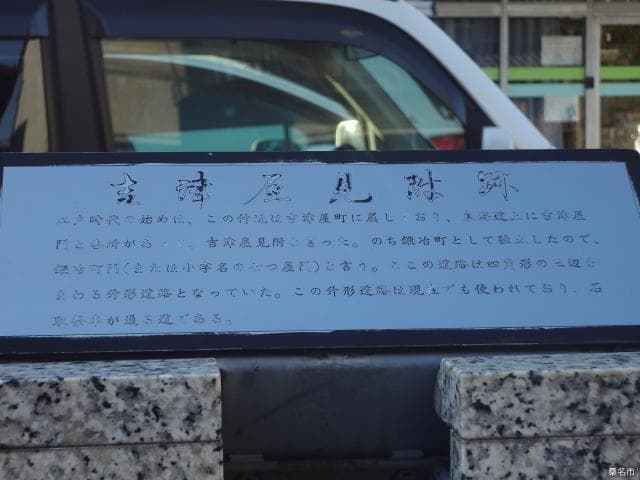 吉津屋見附跡
江戸時代の始めは、この付近は吉津屋町に属しており、東海道上に吉津屋
門と番所があって、吉津屋見附と言った。のち鍛冶町として独立したので、
鍛冶町門(または小字名の七つ屋門)と言う。ここの道路は四角形の三辺を
まわる升形道路となっていた。この升形道路は現在でも使われており、石
取祭車が通る道である。
桑名市